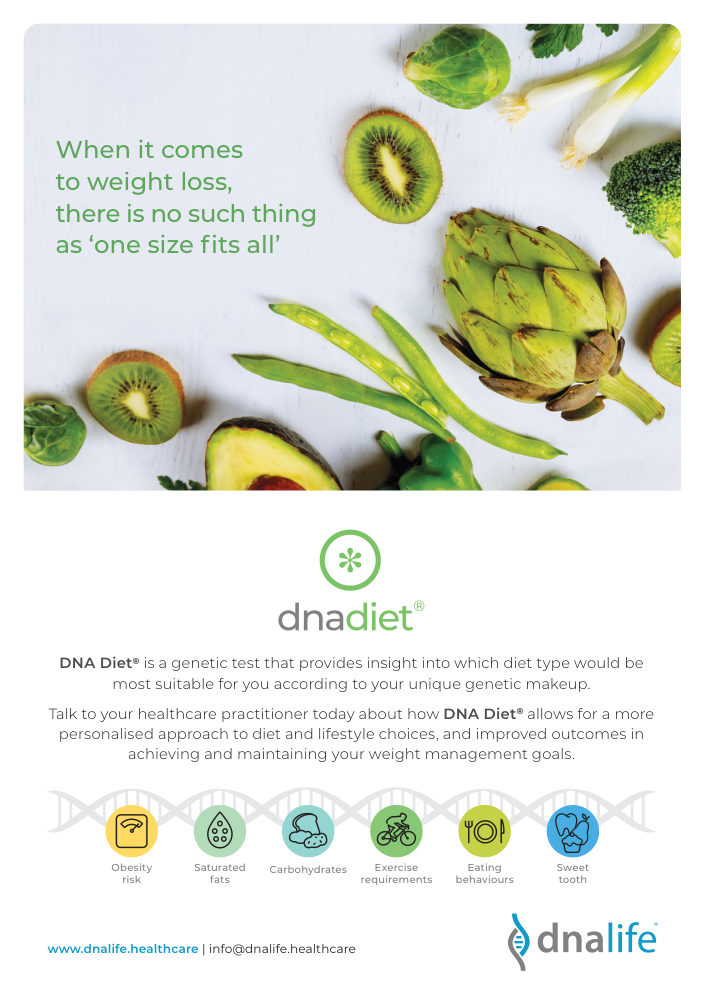 When it comes
to weight loss,
there is no such thing
as ‘one size fits all’
dnadiet®
DNA Diet® is a genetic test that provides insight into which diet type would be
most suitable for you according to your unique genetic makeup.
Talk to your healthcare practitioner today about how DNA Diet® allows for a more
personalised approach to diet and lifestyle choices, and improved outcomes in
achieving and maintaining your weight management goals.
Obesity
risk
Saturated
fats
Carbohydrates
Exercise
requirements
Eating
behaviours
Sweet
tooth
www.dnalife.healthcare | info@dnalife.healthcare
dnalife®